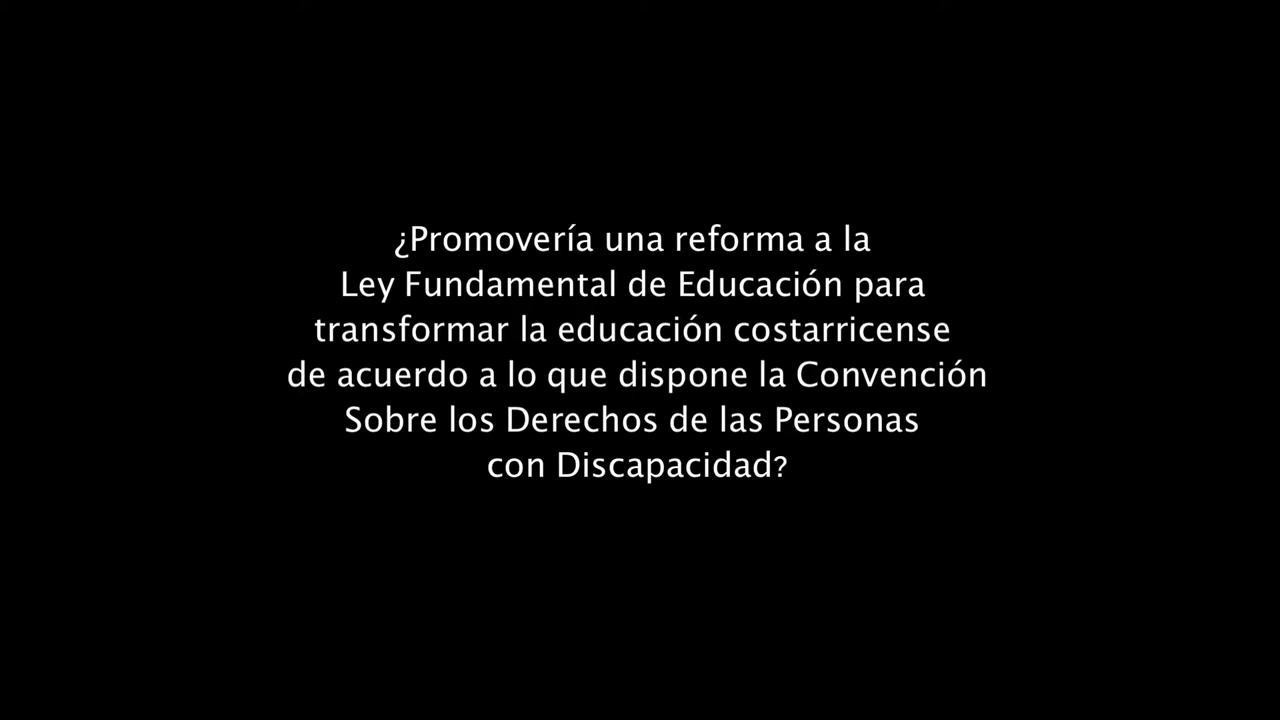 ¿Promovería una reforma a la
Ley Fundamental de Educación para
transformar la educación costarricense
de acuerdo a lo que dispone la Convención
Sobre los Derechos de las Personas
con Discapacidad?